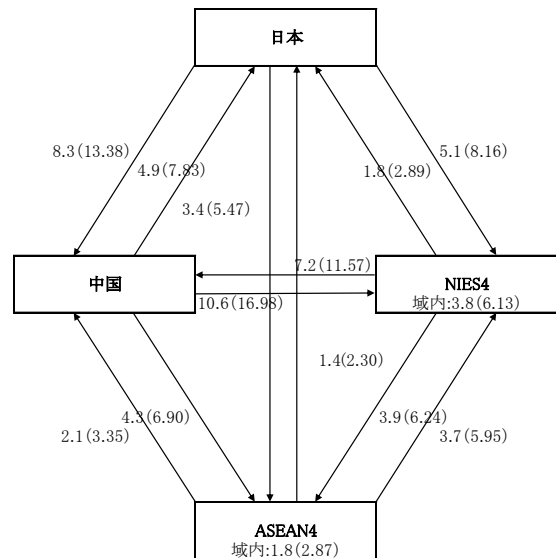 日本
8.3(13.38)
5.1(8.16)
4.9(7.83)
1.8(2.89)
3.4(5.47)
7.2(11.57)
中国
NIES4
10.6(16.98)
域内:3.8(6.13)
1.4(2.30)
4.3(6.90)
3.9(6.24)
2.1(3.35)
3.7(5.95)
ASEAN4
域内:1.8(2.87)